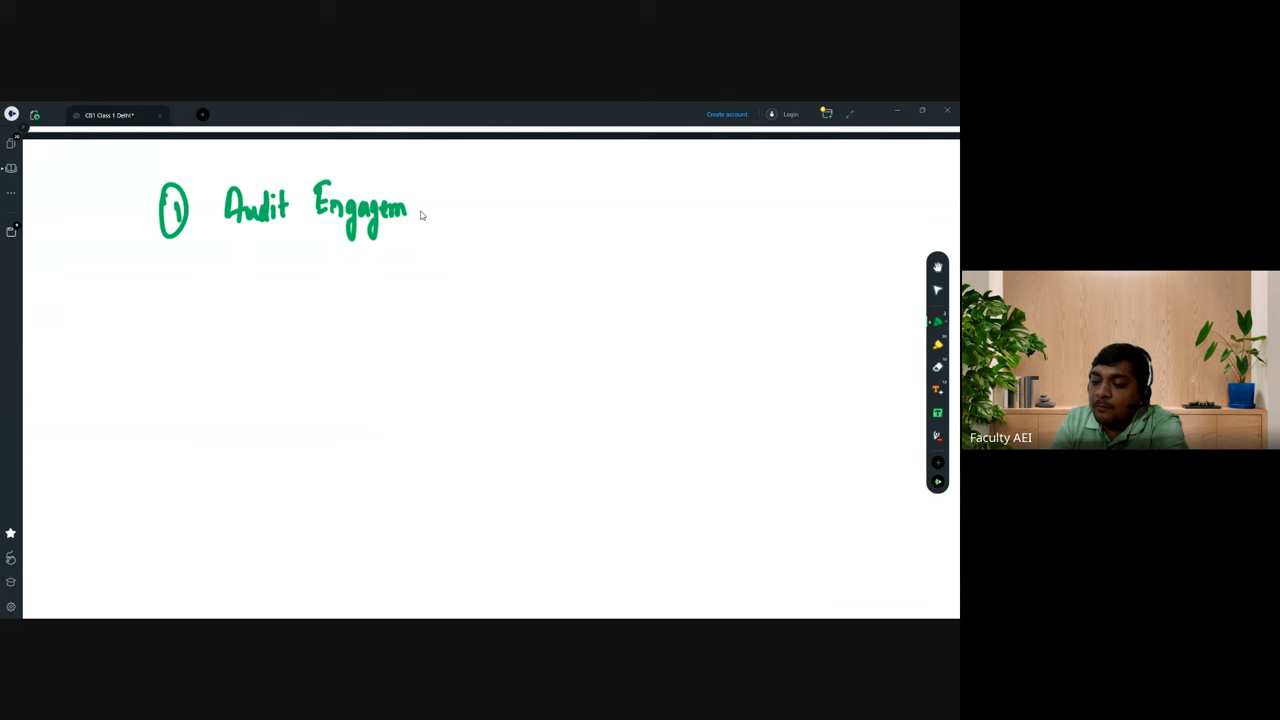 CB1 Class 1 Delhi*
Create account
Login
① Audit Engagem
Faculty AEI